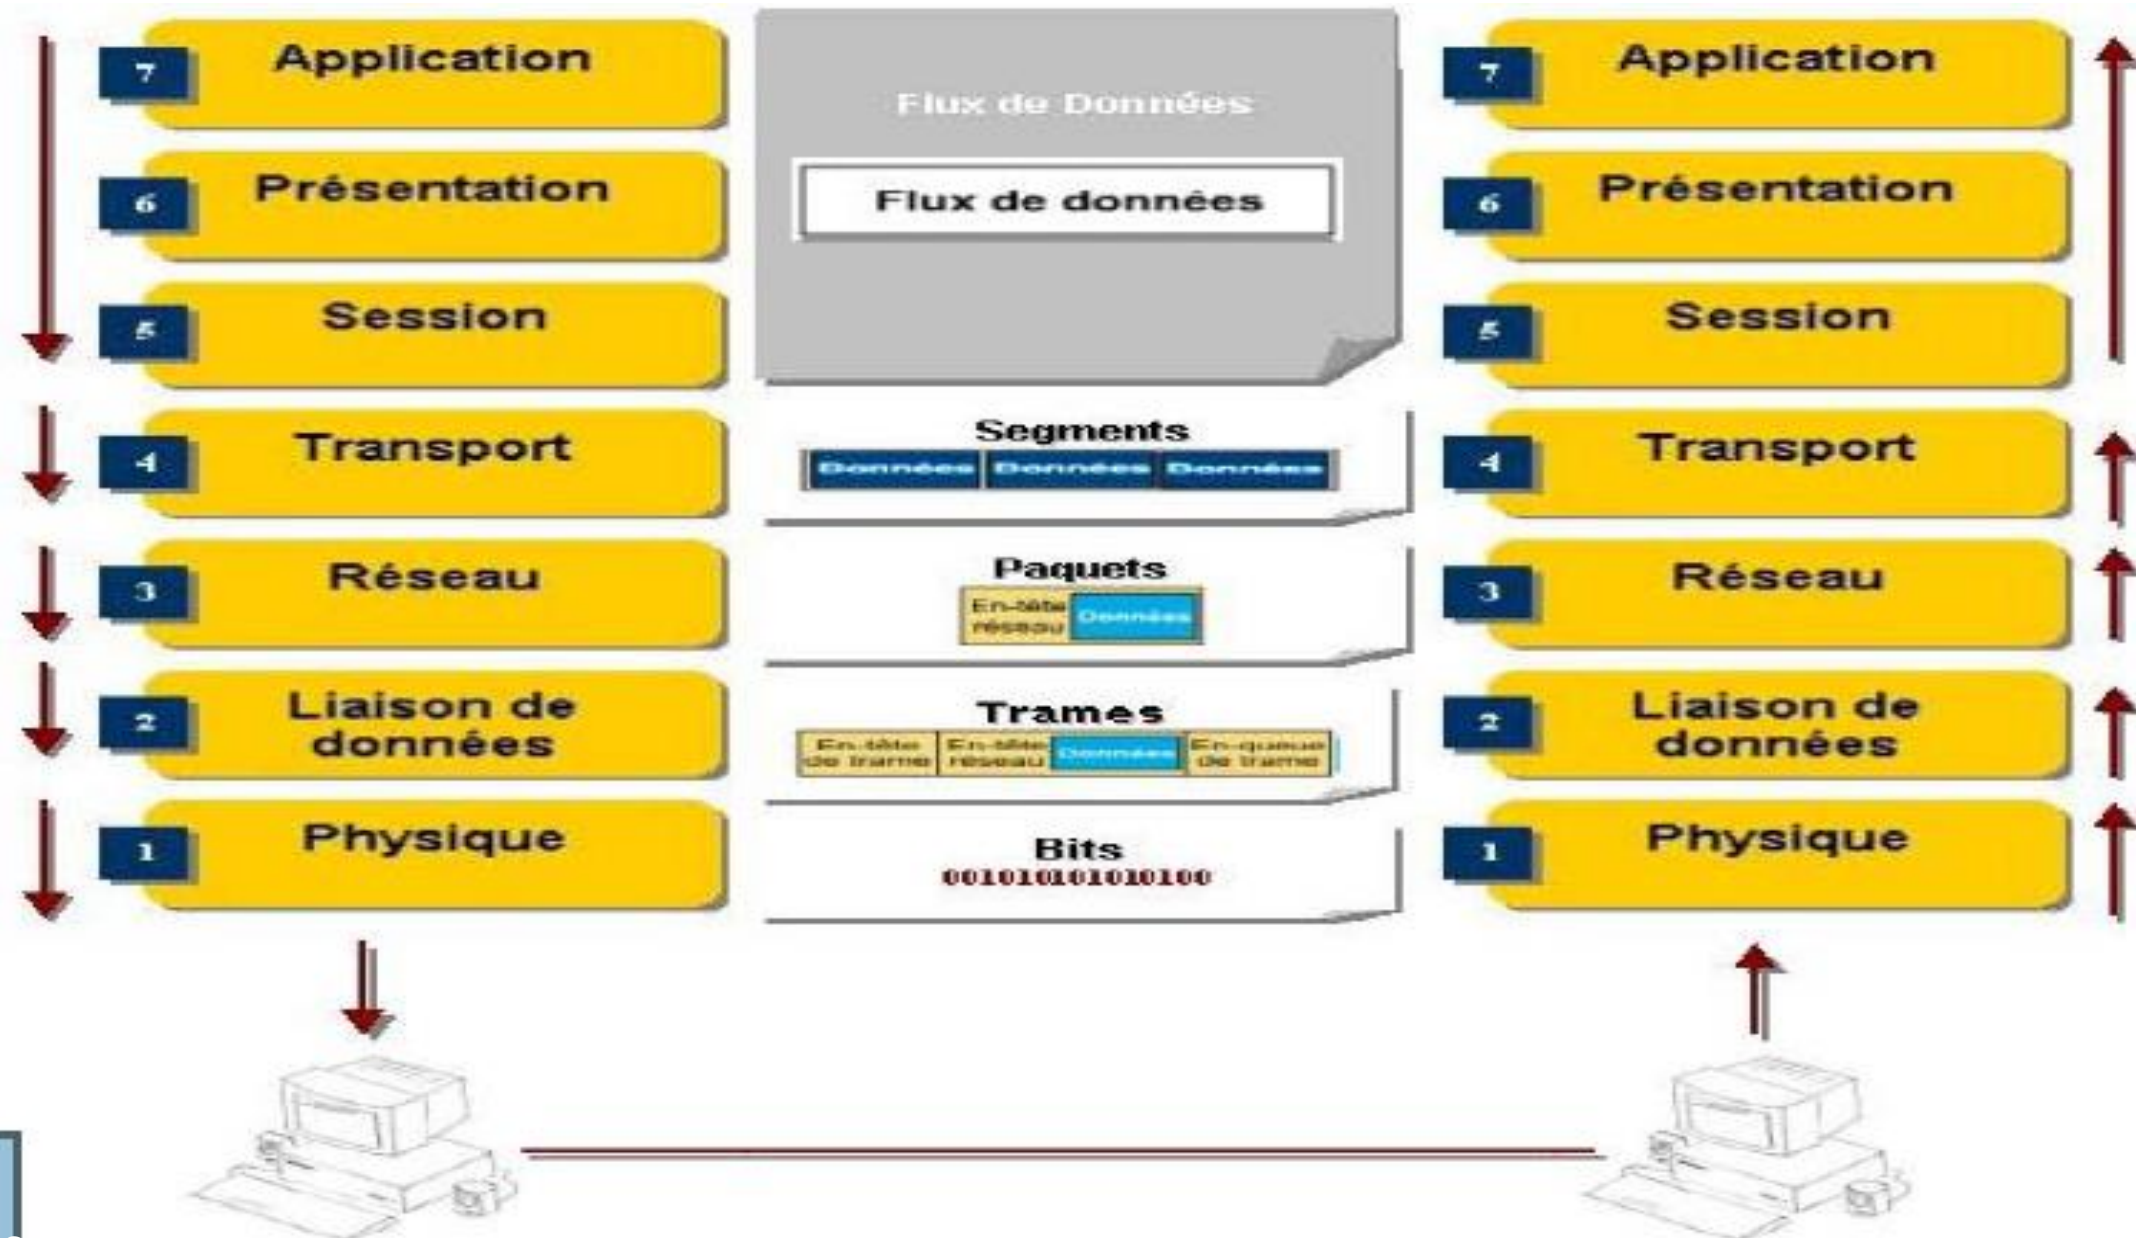 7
Application
6
Présentation
5
Session
4
Transport
3
Réseau
2
Liaison de
données
1
Physique
Flux de Données
Flux de données
Segments
Données Données Données
Paquets
En-tête
réseau
Données
Trames
En-tête
de trame
En-tête
réseau
Données
En-queue
de trame
Bits
001010101010100
7
Application
6
Présentation
5
Session
4
Transport
3
Réseau
2
Liaison de
données
1
Physique